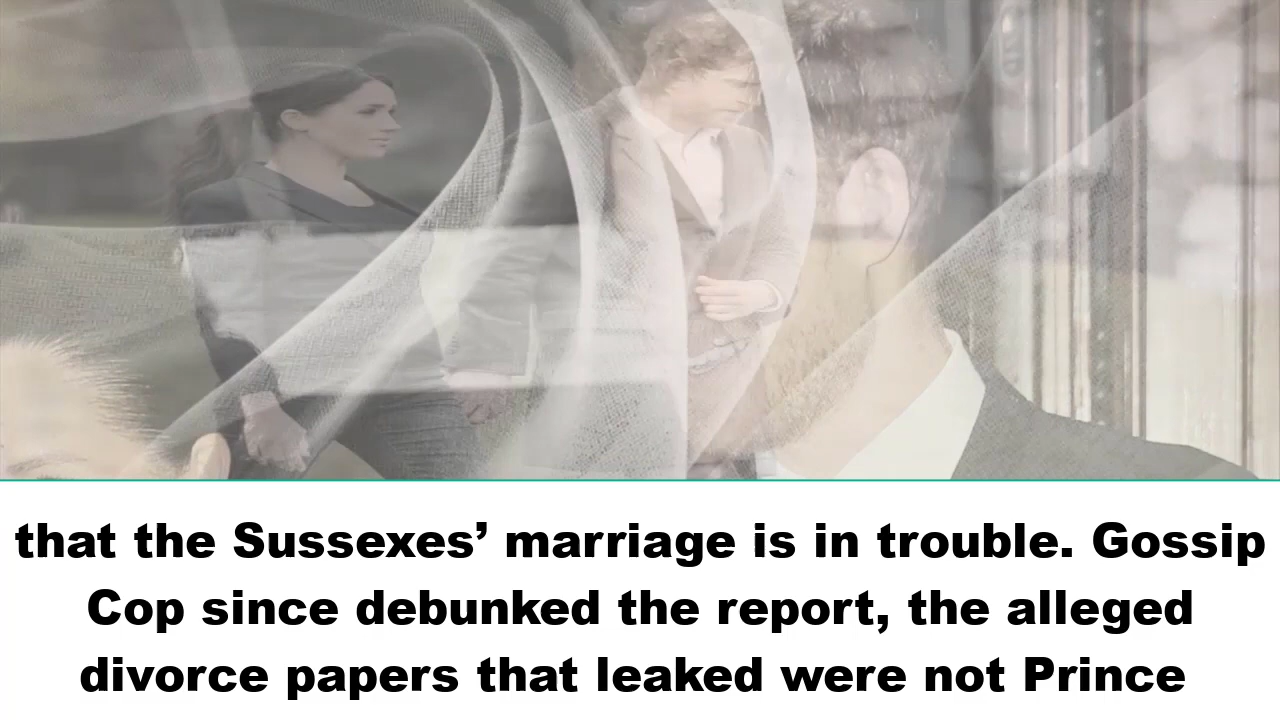 that the Sussexes’ marriage is in trouble. Gossip
Cop since debunked the report, the alleged
divorce papers that leaked were not Prince